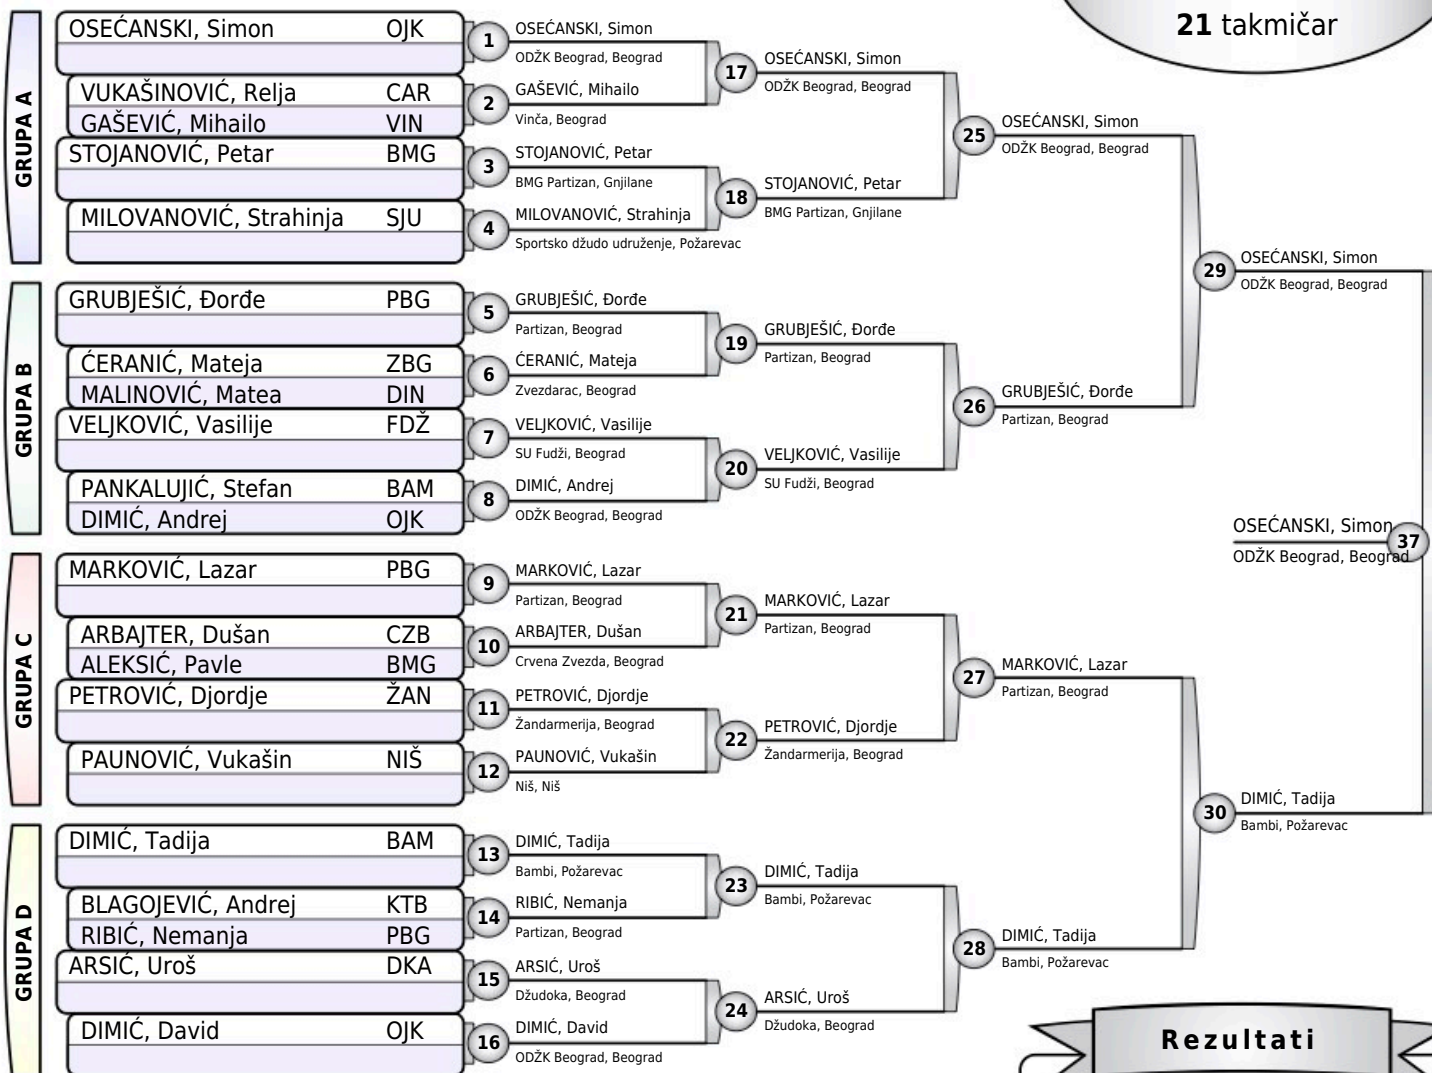 21 takmičar
GRUPA A
OSEĆANSKI, Simon OJK
VUKAŠINOVIĆ, Relja CAR
GAŠEVIĆ, Mihailo VIN
STOJANOVIĆ, Petar BMG
MILOVANOVIĆ, Strahinja SJU
1
OSEĆANSKI, Simon
ODŽK Beograd, Beograd
2
GAŠEVIĆ, Mihailo
Vinča, Beograd
3
STOJANOVIĆ, Petar
BMG Partizan, Gnjilane
4
MILOVANOVIĆ, Strahinja
Sportsko džudo udruženje, Požarevac
17
OSEĆANSKI, Simon
ODŽK Beograd, Beograd
18
STOJANOVIĆ, Petar
BMG Partizan, Gnjilane
25
OSEĆANSKI, Simon
ODŽK Beograd, Beograd
GRUPA B
GRUBJEŠIĆ, Đorđe PBG
ĆERANIĆ, Mateja ZBG
MALINOVIĆ, Matea DIN
VELJKOVIĆ, Vasilije FDŽ
PANKALUJIĆ, Stefan BAM
DIMIĆ, Andrej OJK
5
GRUBJEŠIĆ, Đorđe
Partizan, Beograd
6
ĆERANIĆ, Mateja
Zvezdarac, Beograd
7
VELJKOVIĆ, Vasilije
SU Fudži, Beograd
8
DIMIĆ, Andrej
ODŽK Beograd, Beograd
19
GRUBJEŠIĆ, Đorđe
Partizan, Beograd
20
VELJKOVIĆ, Vasilije
SU Fudži, Beograd
26
GRUBJEŠIĆ, Đorđe
Partizan, Beograd
29
OSEĆANSKI, Simon
ODŽK Beograd, Beograd
OSEĆANSKI, Simon
37
ODŽK Beograd, Beograd
GRUPA C
MARKOVIĆ, Lazar PBG
ARBAJTER, Dušan CZB
ALEKSIĆ, Pavle BMG
PETROVIĆ, Djordje ŽAN
PAUNOVIĆ, Vukašin NIŠ
9
MARKOVIĆ, Lazar
Partizan, Beograd
10
ARBAJTER, Dušan
Crvena Zvezda, Beograd
11
PETROVIĆ, Djordje
Žandarmerija, Beograd
12
PAUNOVIĆ, Vukašin
Niš, Niš
21
MARKOVIĆ, Lazar
Partizan, Beograd
22
PETROVIĆ, Djordje
Žandarmerija, Beograd
27
MARKOVIĆ, Lazar
Partizan, Beograd
GRUPA D
DIMIĆ, Tadija BAM
BLAGOJEVIĆ, Andrej KTB
RIBIĆ, Nemanja PBG
ARSIĆ, Uroš DKA
DIMIĆ, David OJK
13
DIMIĆ, Tadija
Bambi, Požarevac
14
RIBIĆ, Nemanja
Partizan, Beograd
15
ARSIĆ, Uroš
Džudoka, Beograd
16
DIMIĆ, David
ODŽK Beograd, Beograd
23
DIMIĆ, Tadija
Bambi, Požarevac
24
ARSIĆ, Uroš
Džudoka, Beograd
28
DIMIĆ, Tadija
Bambi, Požarevac
30
DIMIĆ, Tadija
Bambi, Požarevac
Rezultati